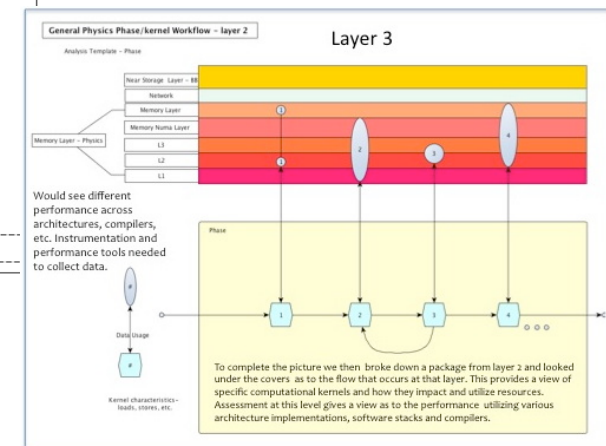 General Physics Phase/kernel Workflow - layer 2
Layer 3
Analysis Template - Phase
Near Storage Layer - BB
Network
Memory Layer
Memory Numa Layer
Memory Layer - Physics
L3
L2
L1
3
1
2
3
4
Would see different
performance across
architectures, compilers,
etc. Instrumentation and
performance tools needed
to collect data.
Phase
#
Data Usage
#
1
2
3
4
Kernel characteristics-
loads, stores, etc.
To complete the picture we then broke down a package from layer 2 and looked
under the covers as to the flow that occurs at that layer. This provides a view of
specific computational kernels and how they impact and utilize resources.
Assessment at this level gives a view as to the performance utilizing various
architecture implementations, software stacks and compilers.